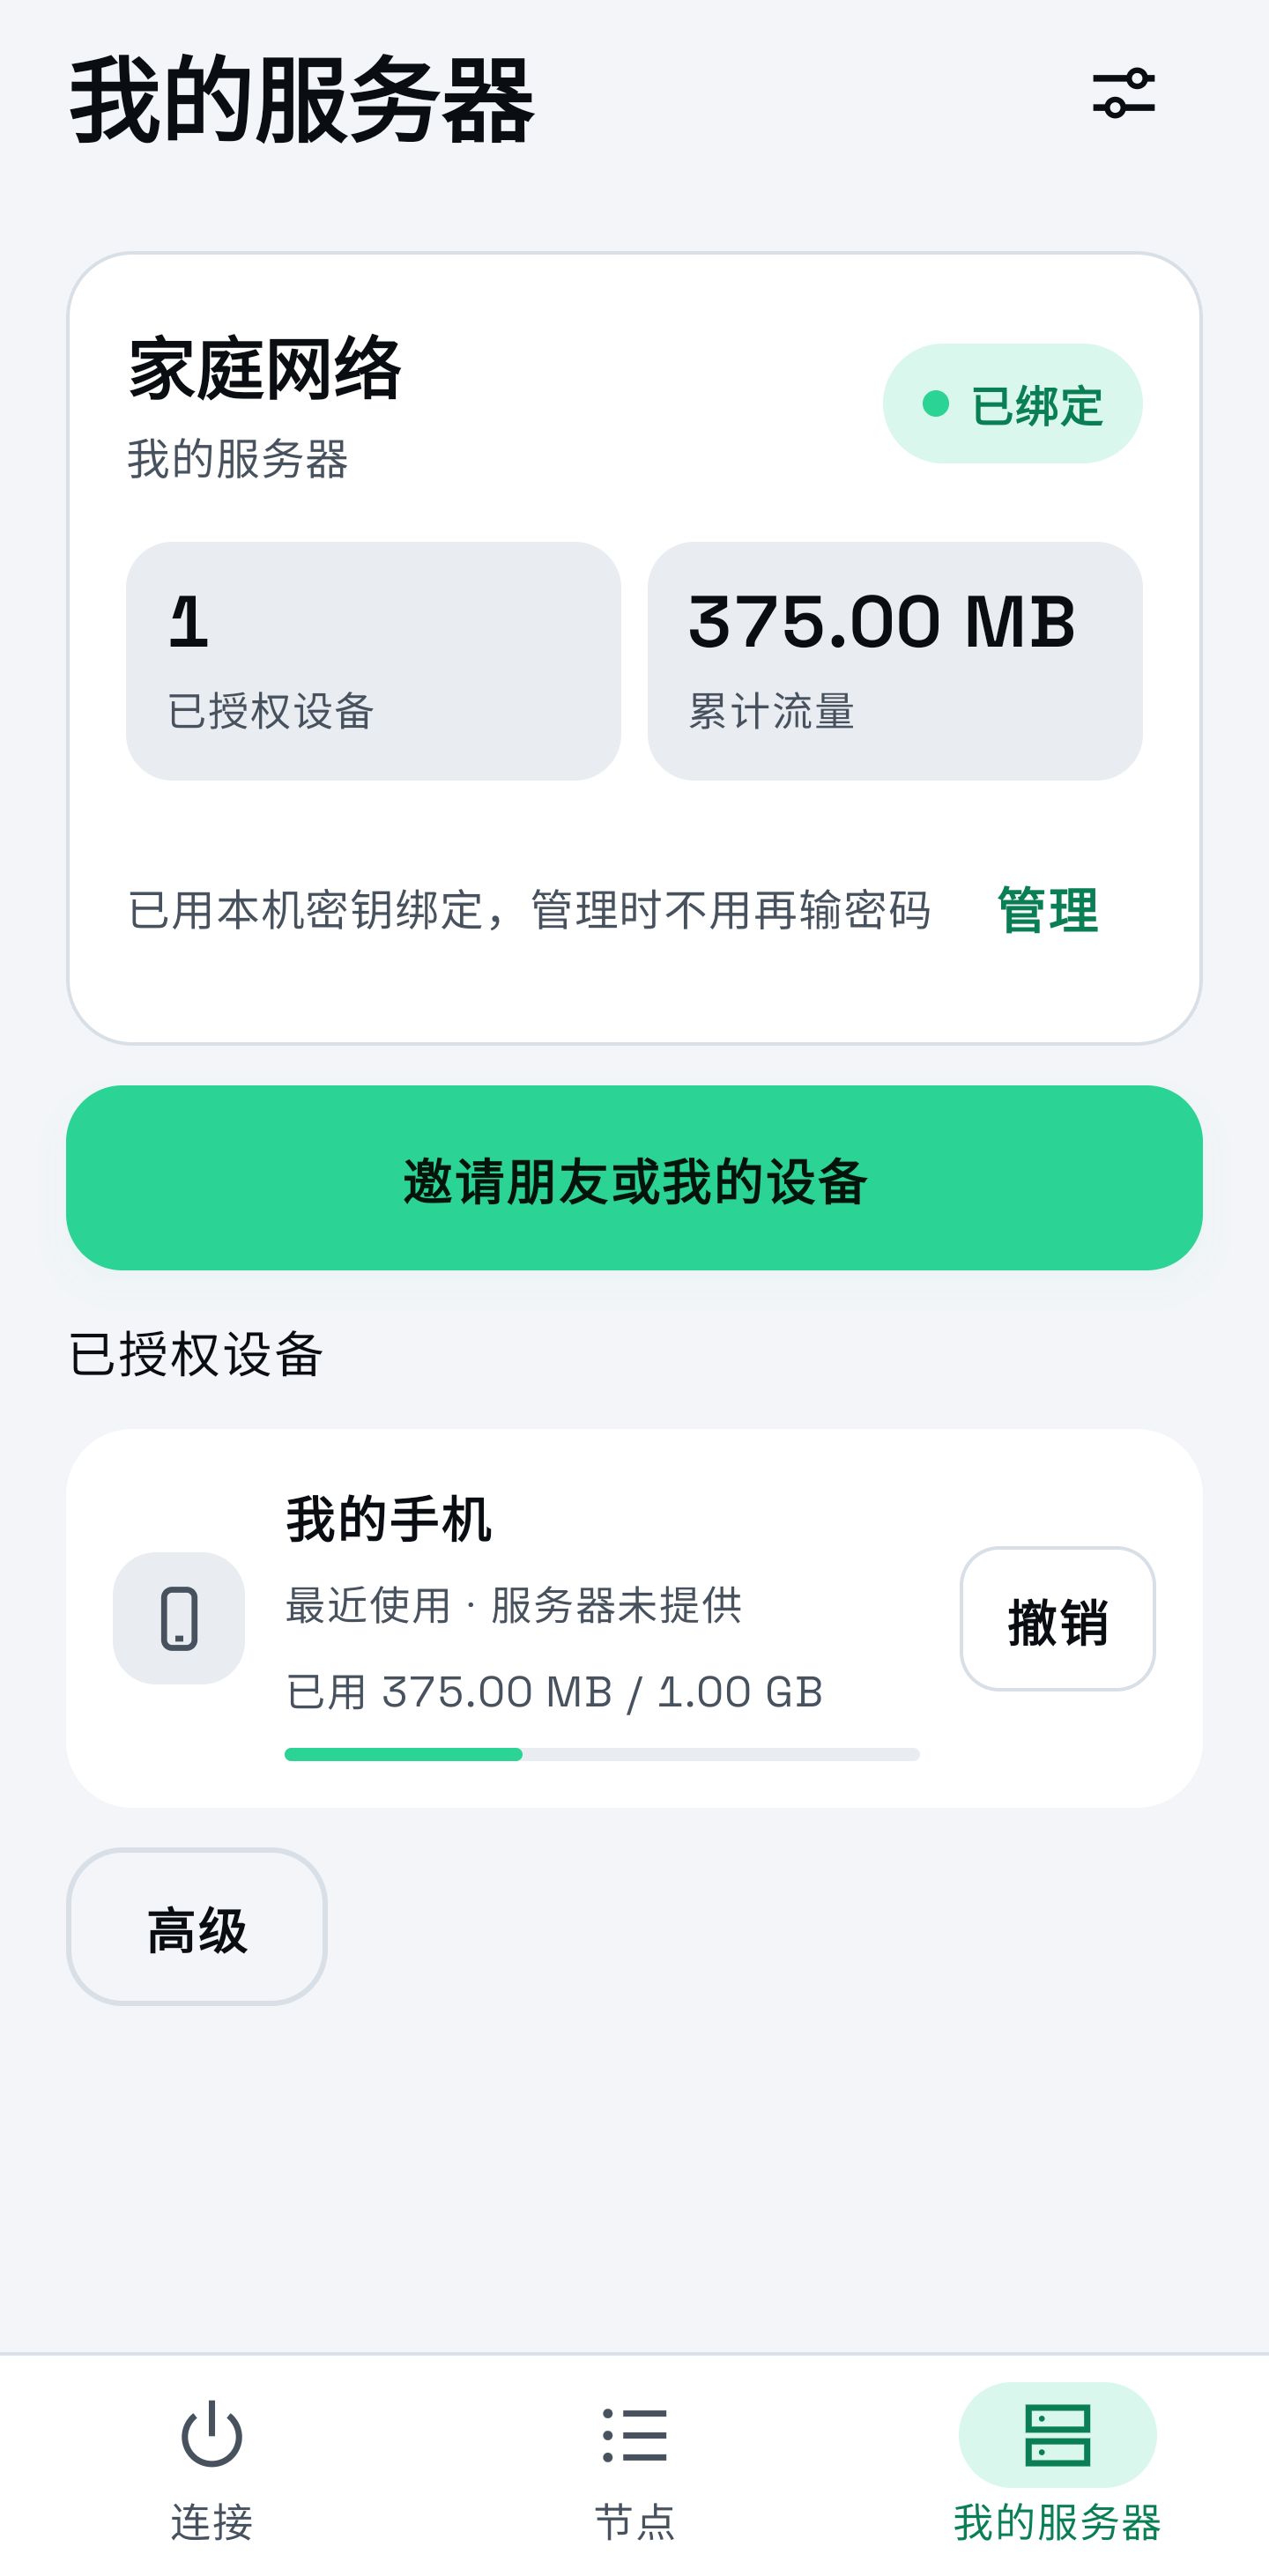 我的服务器
家庭网络
已绑定
我的服务器
1
375.00 MB
已授权设备
累计流量
已用本机密钥绑定，管理时不用再输密码
管理
邀请朋友或我的设备
已授权设备
我的手机
最近使用 · 服务器未提供
撤销
已用 375.00 MB / 1.00 GB
高级
连接
节点
我的服务器